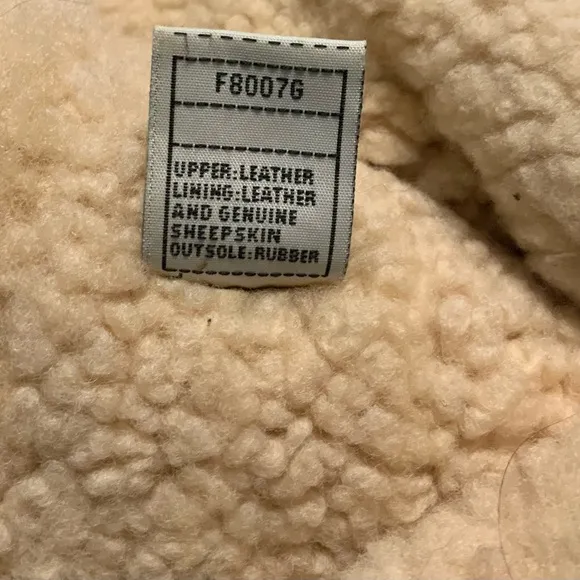 F8007G
UPPER:LEATHER
LINING:LEATHER
AND GENUINE
SHEEPSKIN
OUTSOLE:RUBBER